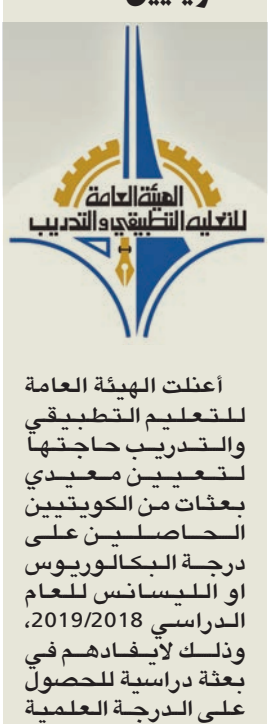 الهيئة العامة
للتعليم التطبيقي والتدريب
أعنلت الهيئة العامة
للتعليم التطبيقي
والتدريب حاجتها
لتعيين معيدي
بعثات من الكويتيين
الحاصلين على
درجة البكالوريوس
او الليسانس للعام
الدراسي 2019/2018،
وذلك لايفادهم في
بعثة دراسية للحصول
على الدرجة العلمية